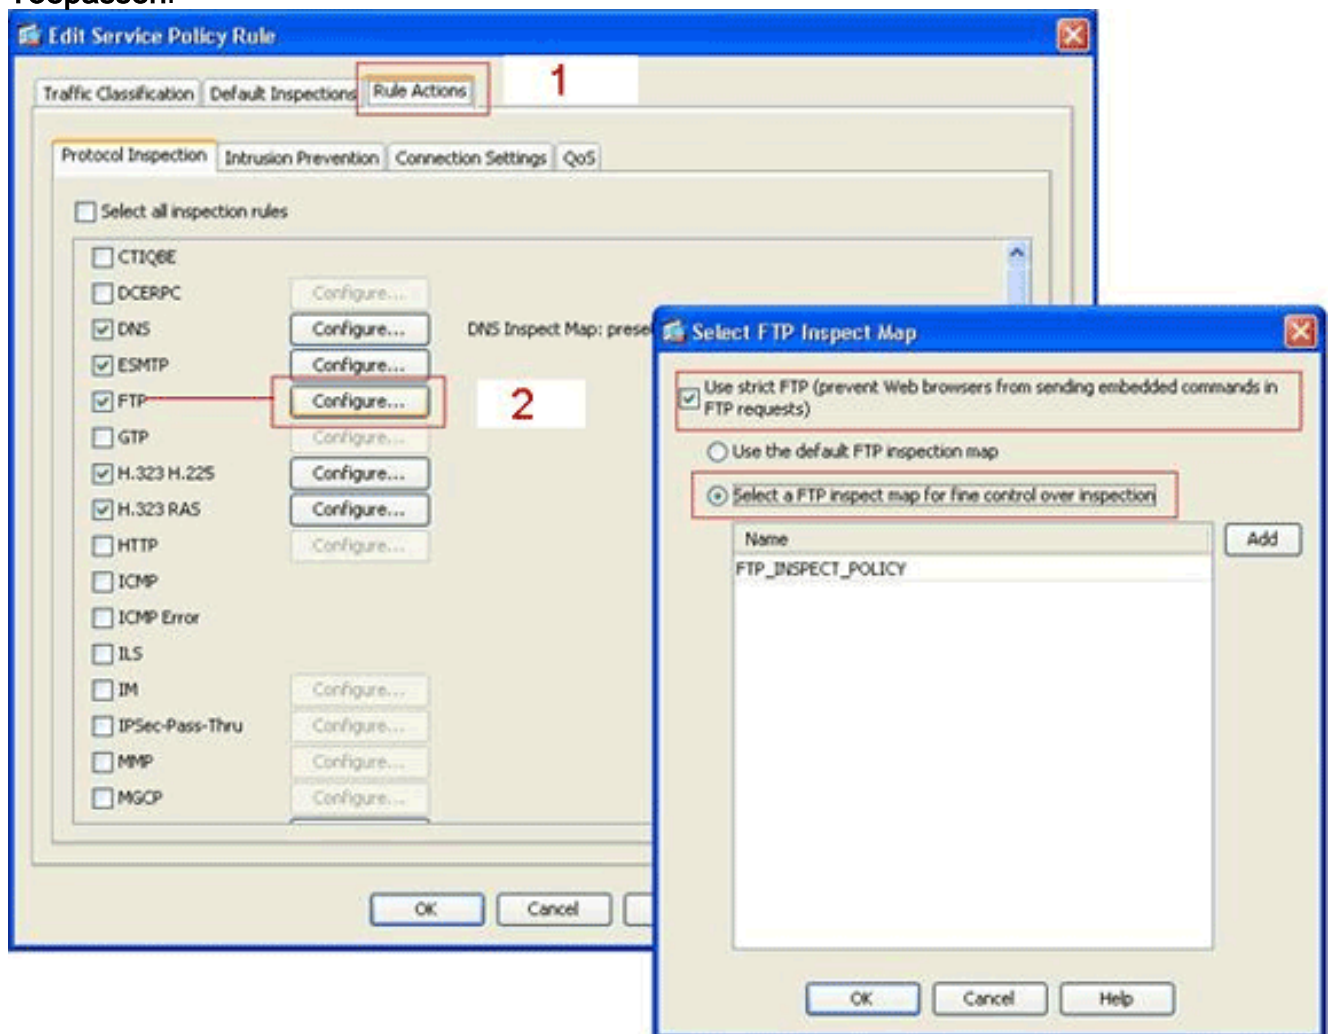 Toepassen.
Edit Service Policy Rule
1
Traffic Classification Default Inspections Rule Actions
Protocol Inspection Intrusion Prevention Connection Settings QoS
Select all inspection rules
CTIQBE
DCERPC Configure...
DNS Configure... DNS Inspect Map: prese
ESMTP Configure...
FTP Configure...
2
GTP Configure...
H.323 H.225 Configure...
H.323 RAS Configure...
HTTP Configure...
ICMP
ICMP Error
ILS
IM Configure...
IPSec-Pass-Thru Configure...
MMP Configure...
MGCP Configure...
OK Cancel
Select FTP Inspect Map
Use strict FTP (prevent Web browsers from sending embedded commands in
FTP requests)
Use the default FTP inspection map
Select a FTP inspect map for fine control over inspection
Name Add
FTP_INSPECT_POLICY
OK Cancel Help